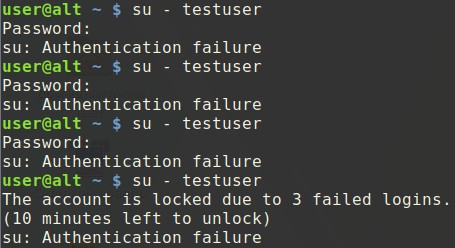 user@alt ~ $ su - testuser
Password:
su: Authentication failure
user@alt ~ $ su - testuser
Password:
su: Authentication failure
user@alt ~ $ su - testuser
Password:
su: Authentication failure
user@alt ~ $ su - testuser
The account is locked due to 3 failed logins.
(10 minutes left to unlock)
su: Authentication failure